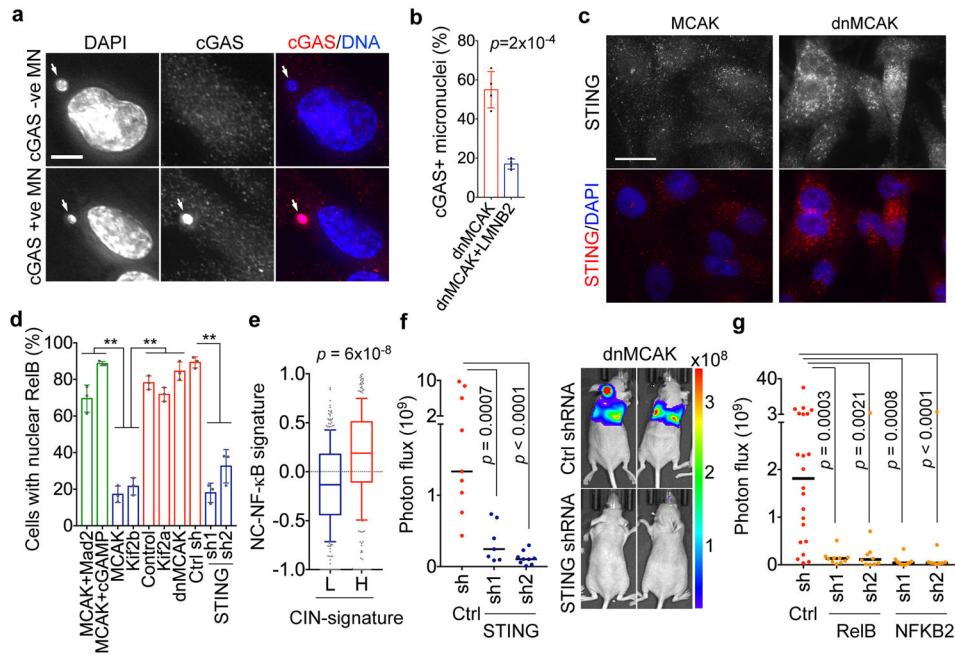 a
DAPI
cGAS
cGAS/DNA
cGAS -ve MN
cGAS +ve MN
b
p=2x10-4
cGAS+ micronuclei (%)
80
60
40
20
0
dnMCAK
dnMCAK+LMNB2
c
MCAK
dnMCAK
STING
STING/DAPI
d
Cells with nuclear RelB (%)
100
80
60
40
20
0
**
**
**
MCAK+Mad2
MCAK+cGAMP
MCAK
Kif2b
Control
Kif2a
dnMCAK
Ctrl sh
sh1
sh2
STING
e
p = 6x10-8
NC-NF-κB signature
1.0
0.5
0.0
-0.5
-1.0
L
H
CIN-signature
f
Photon flux (10⁹)
10
2
2
1
0
p = 0.0007
p < 0.0001
sh
sh1
sh2
Ctrl
STING
dnMCAK
Ctrl shRNA
STING shRNA
x10⁸
3
2
1
g
Photon flux (10⁹)
40
3
3
2
1
0
p = 0.0003
p = 0.0021
p = 0.0008
p < 0.0001
sh
sh1
sh2
sh1
sh2
Ctrl
RelB
NFKB2